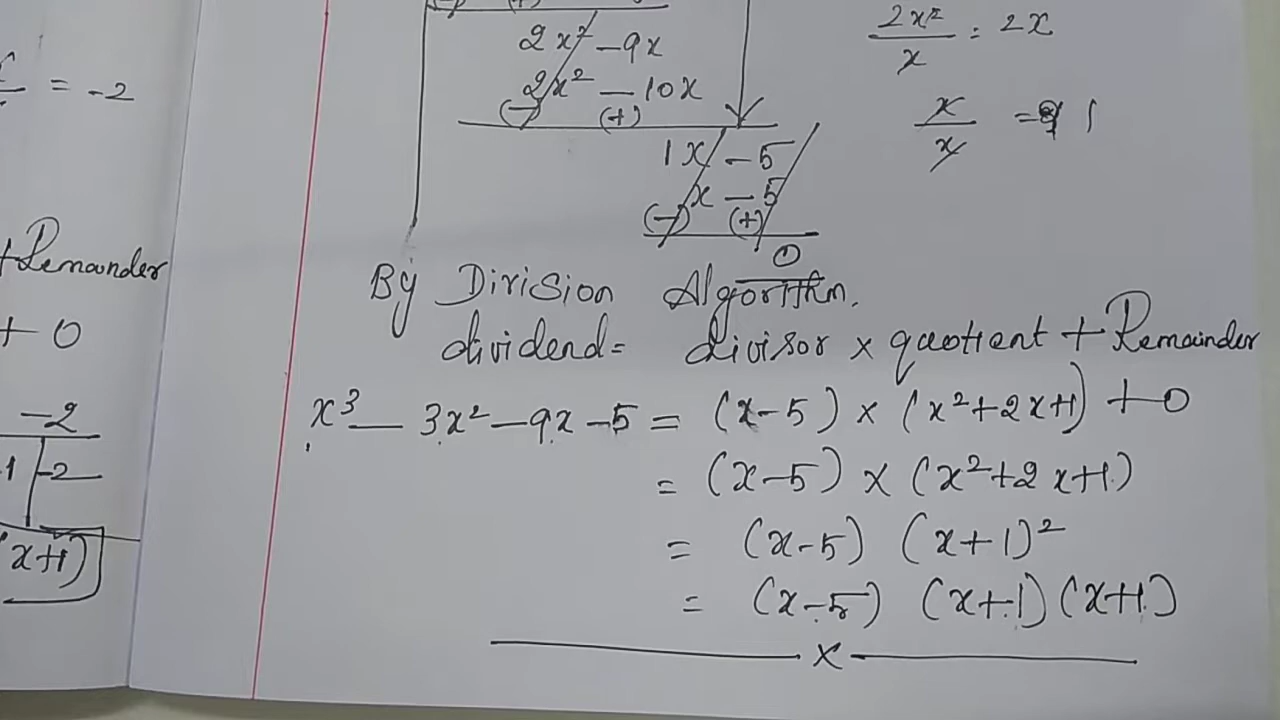 = -2
+ Remainder
+ 0
-2
-1 | -2
(x+1)
(-) (+)
2x² - 9x
2x² - 10x
(-) (+)
1x - 5
x - 5
(-) (+)
0
2x²/x = 2x
x/x = 1
By Division Algorithm.
dividend = divisor x quotient + Remainder
x³ - 3x² - 9x - 5 = (x-5) x (x²+2x+1) + 0
= (x-5) x (x²+2x+1)
= (x-5) (x+1)²
= (x-5) (x+1) (x+1)
x